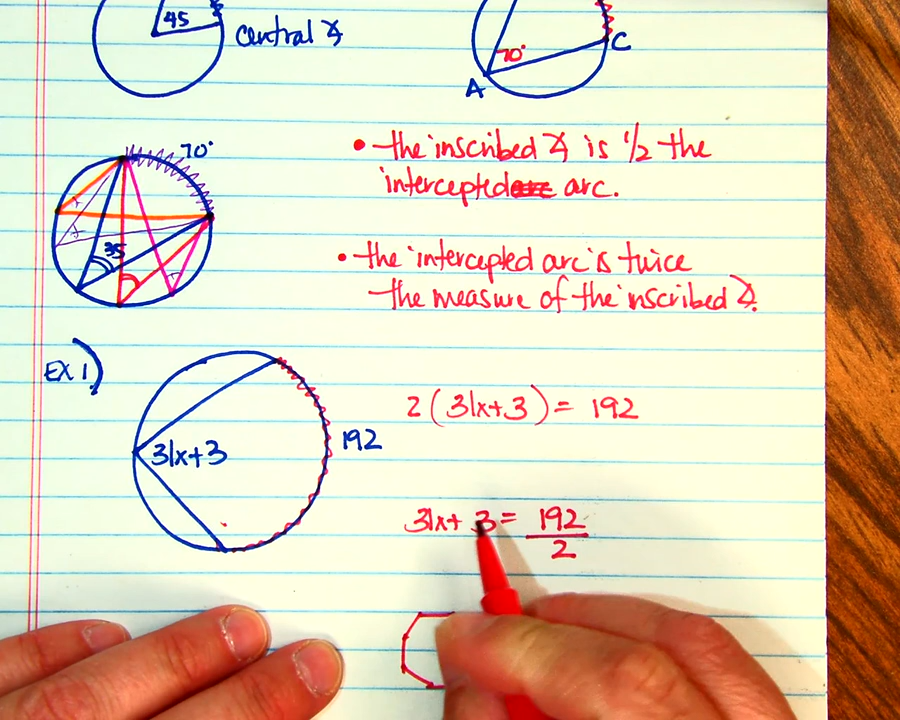 45
central ∡
70°
A
C
70°
35
• the inscribed ∡ is 1/2 the
intercepted arc.
• the intercepted arc is twice
the measure of the inscribed ∡.
EX 1)
31x+3
192
2(31x+3) = 192
31x+3 = 192
2